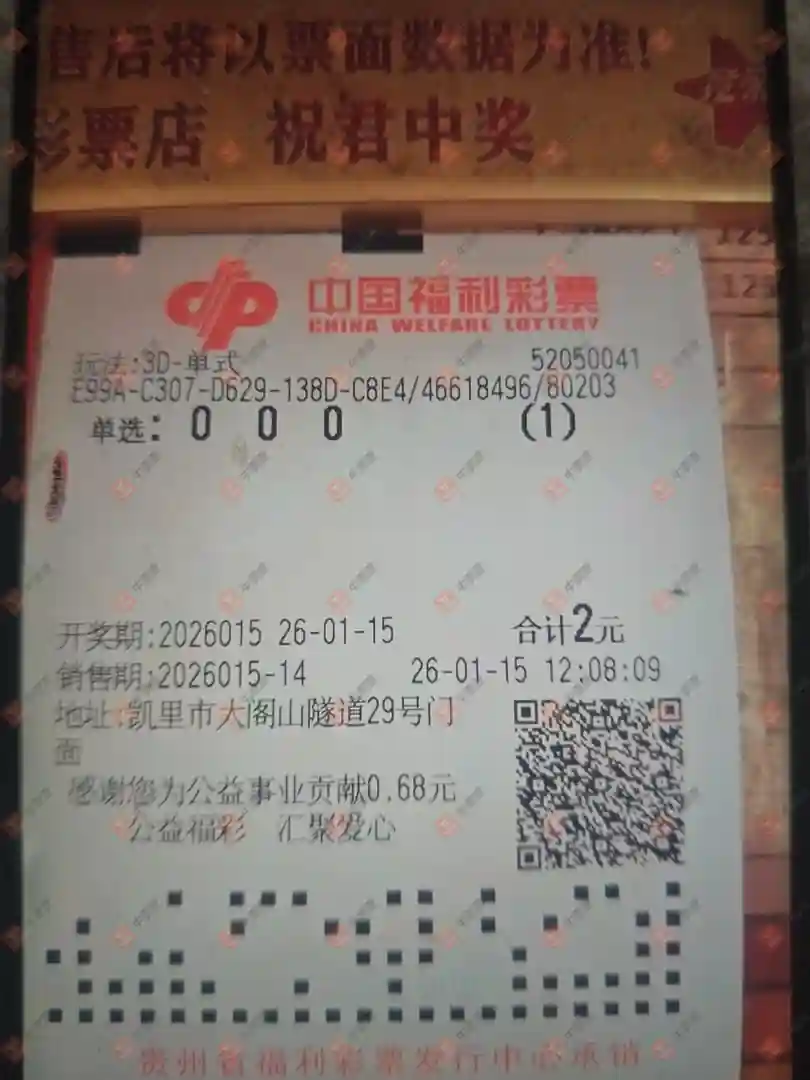 售后将以票面数据为准!
彩票店 祝君中奖
中国福利彩票
CHINA WELFARE LOTTERY
玩法:3D-单式 52050041
E99A-C307-D629-138D-C8E4/46618496/80203
单选: 0 0 0 (1)
开奖期:2026015 26-01-15 合计2元
销售期:2026015-14 26-01-15 12:08:09
地址:凯里市大阁山隧道29号门
面
感谢您为公益事业贡献0.68元
公益福彩 汇聚爱心
贵州省福利彩票发行中心承销